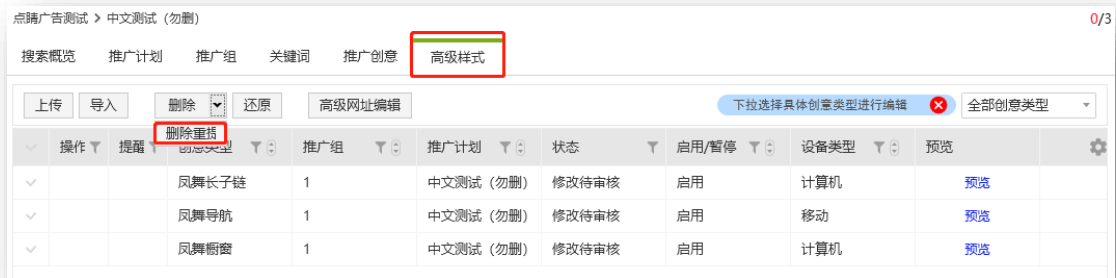 点睛广告测试 > 中文测试（勿删） 0/3
搜索概览 推广计划 推广组 关键词 推广创意 高级样式
上传 导入 删除 还原 高级网址编辑 下拉选择具体创意类型进行编辑 全部创意类型
删除重货
操作 提醒 创意类型 推广组 推广计划 状态 启用/暂停 设备类型 预览
凤舞长子链 1 中文测试（勿删） 修改待审核 启用 计算机 预览
凤舞导航 1 中文测试（勿删） 修改待审核 启用 移动 预览
凤舞橱窗 1 中文测试（勿删） 修改待审核 启用 计算机 预览